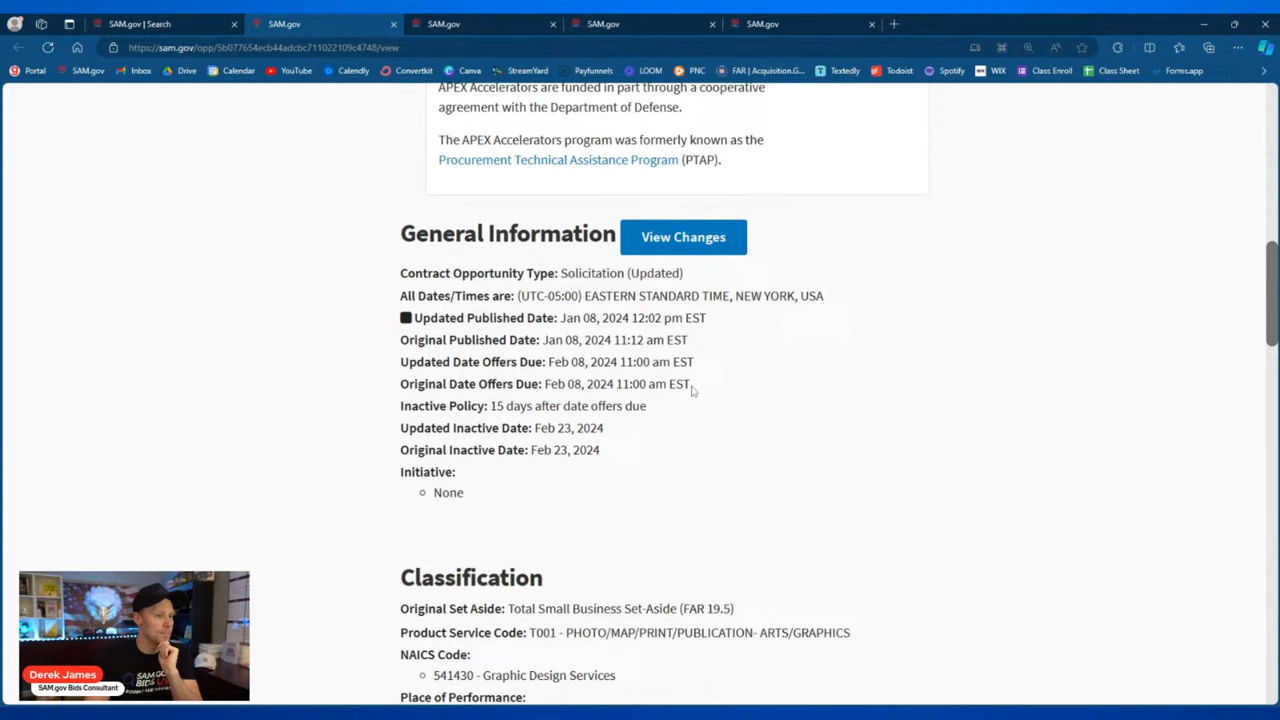 SAM.gov | Search
SAM.gov
SAM.gov
SAM.gov
SAM.gov
https://sam.gov/opp/5b077654ecb44adcbc711022109c4748/view
Portal
SAM.gov
Inbox
Drive
Calendar
YouTube
Calendly
Convertkit
Canva
StreamYard
Payfunnels
LOOM
PNC
FAR | Acquisition.G...
Textedly
Todoist
Spotify
WIX
Class Enroll
Class Sheet
Forms.app
APEX Accelerators are funded in part through a cooperative
agreement with the Department of Defense.
The APEX Accelerators program was formerly known as the
Procurement Technical Assistance Program (PTAP).
General Information
View Changes
Contract Opportunity Type: Solicitation (Updated)
All Dates/Times are: (UTC-05:00) EASTERN STANDARD TIME, NEW YORK, USA
Updated Published Date: Jan 08, 2024 12:02 pm EST
Original Published Date: Jan 08, 2024 11:12 am EST
Updated Date Offers Due: Feb 08, 2024 11:00 am EST
Original Date Offers Due: Feb 08, 2024 11:00 am EST
Inactive Policy: 15 days after date offers due
Updated Inactive Date: Feb 23, 2024
Original Inactive Date: Feb 23, 2024
Initiative:
None
Classification
Original Set Aside: Total Small Business Set-Aside (FAR 19.5)
Product Service Code: T001 - PHOTO/MAP/PRINT/PUBLICATION- ARTS/GRAPHICS
NAICS Code:
541430 - Graphic Design Services
Place of Performance:
Derek James
SAM.gov Bids Consultant